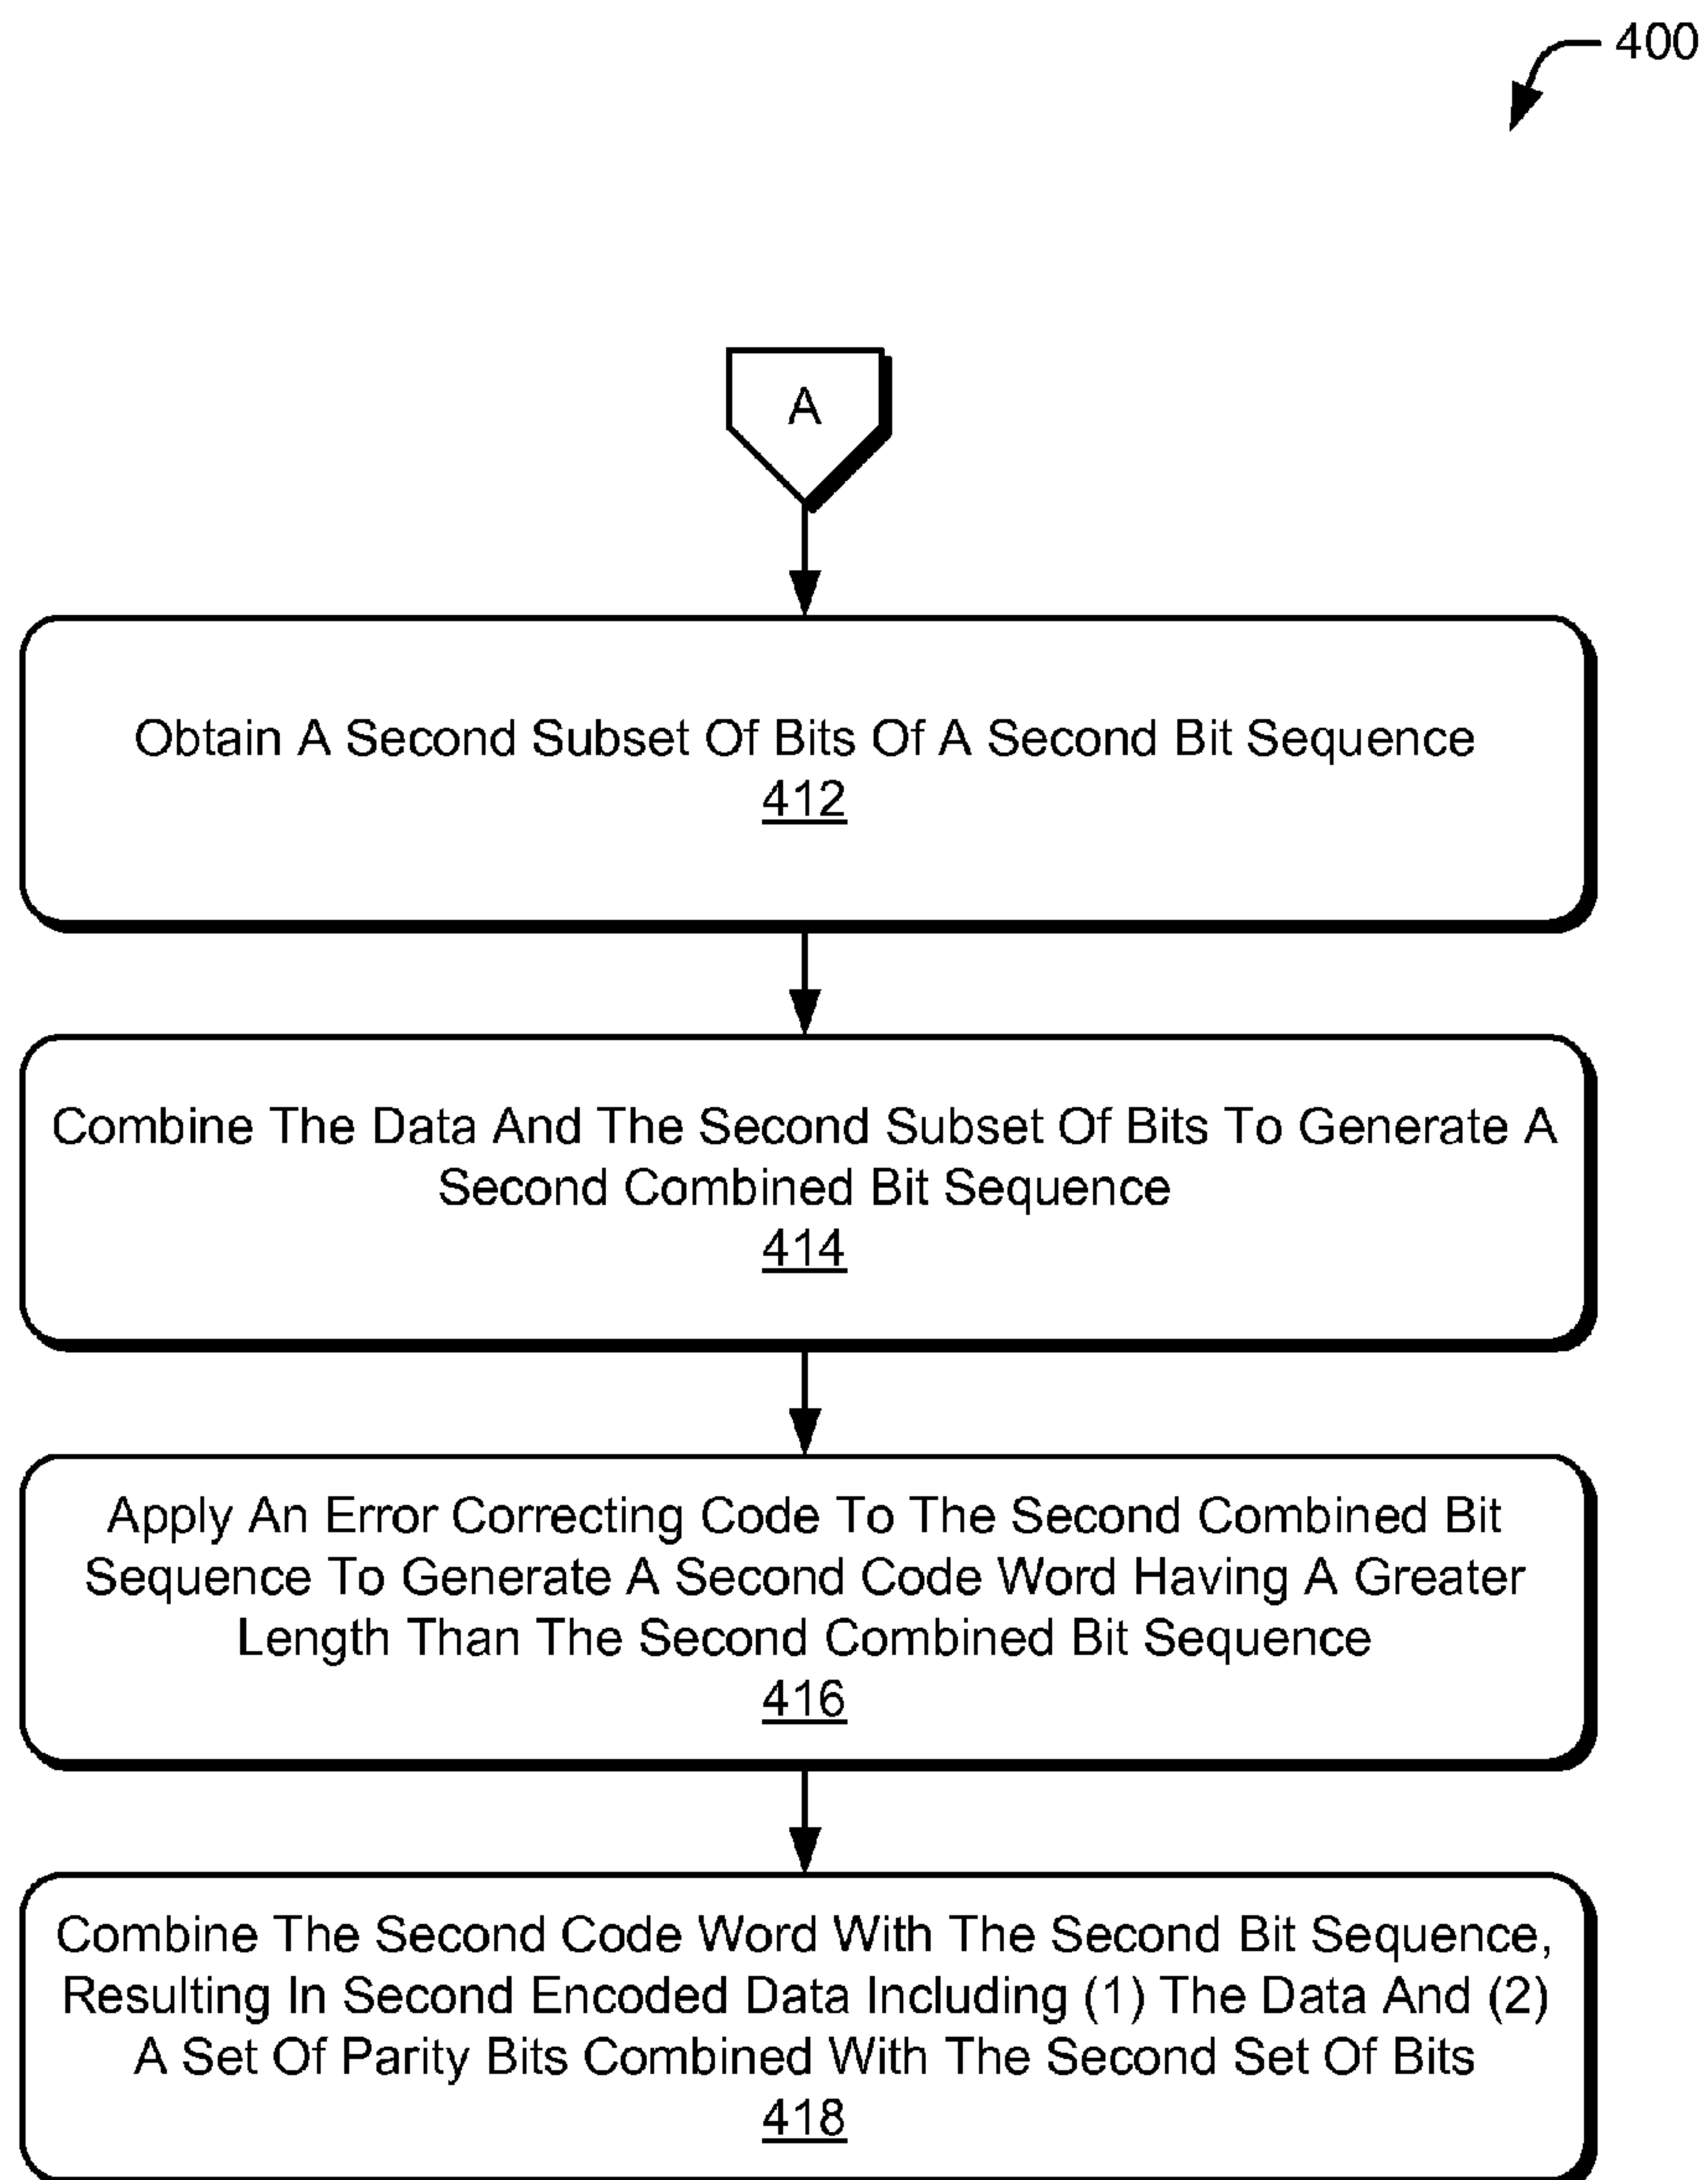 400
A
Obtain A Second Subset Of Bits Of A Second Bit Sequence
412
Combine The Data And The Second Subset Of Bits To Generate A
Second Combined Bit Sequence
414
Apply An Error Correcting Code To The Second Combined Bit
Sequence To Generate A Second Code Word Having A Greater
Length Than The Second Combined Bit Sequence
416
Combine The Second Code Word With The Second Bit Sequence,
Resulting In Second Encoded Data Including (1) The Data And (2)
A Set Of Parity Bits Combined With The Second Set Of Bits
418